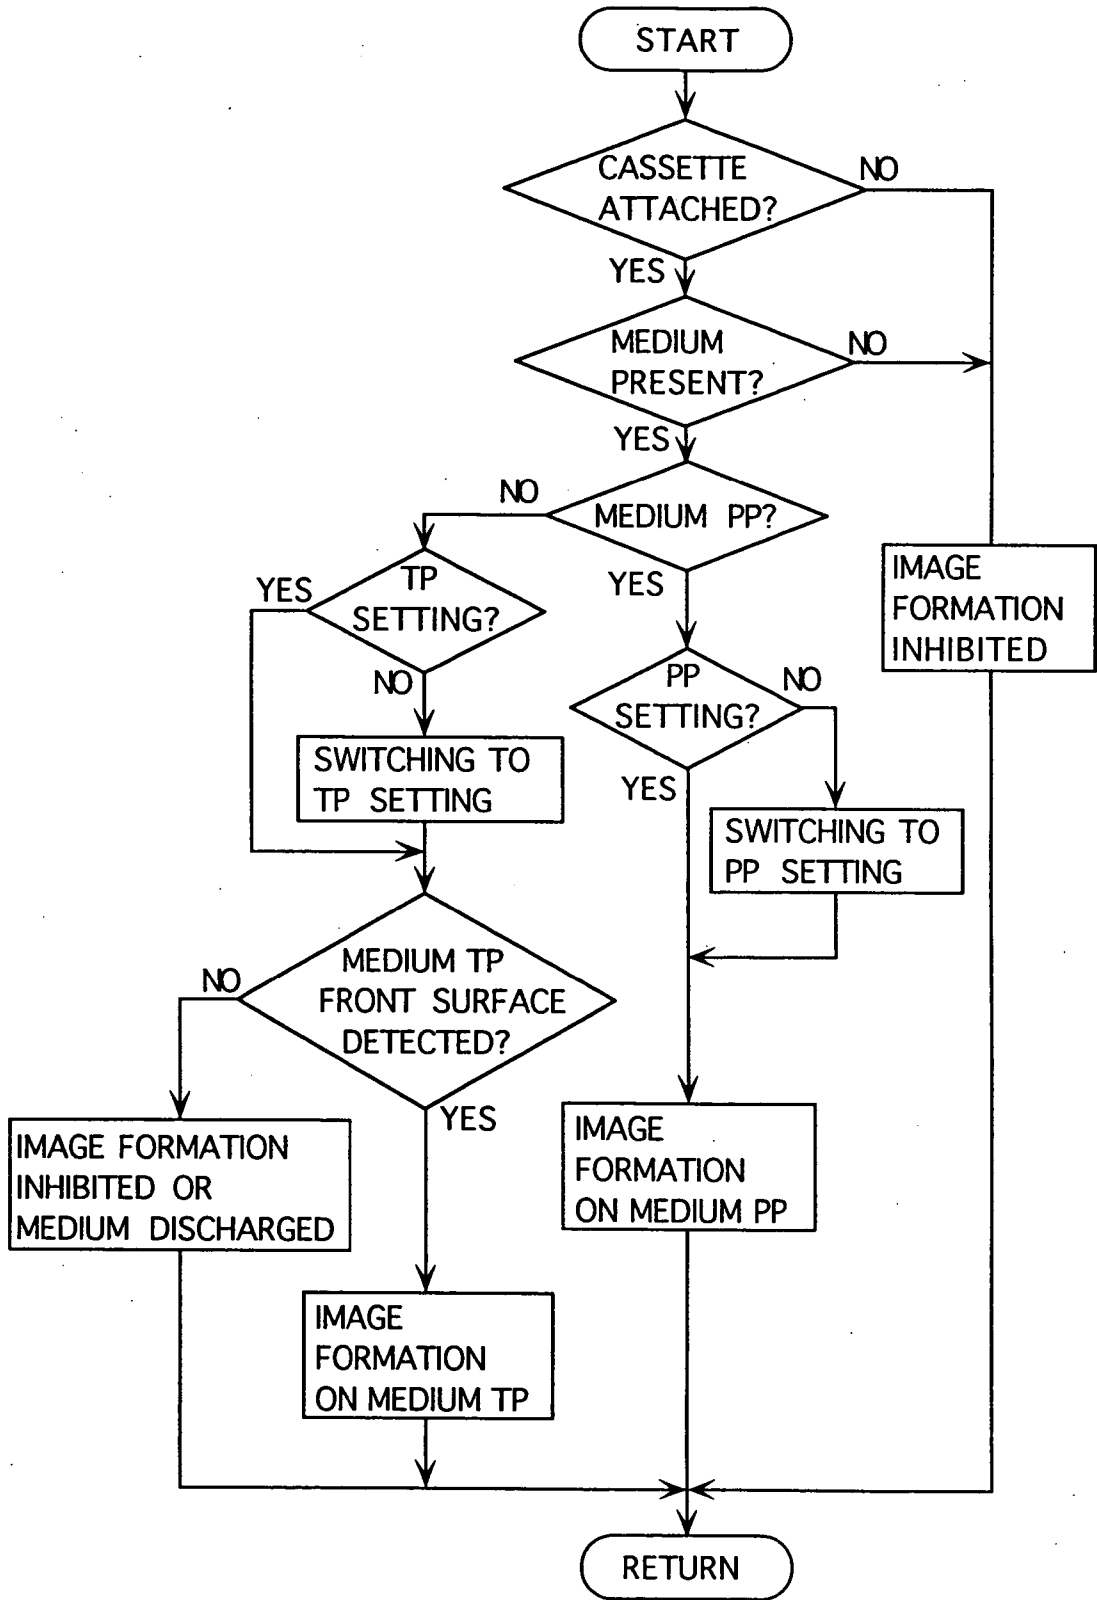 START
CASSETTE
ATTACHED?
NO
YES
MEDIUM
PRESENT?
NO
YES
NO
MEDIUM PP?
YES
YES
TP
SETTING?
NO
IMAGE
FORMATION
INHIBITED
PP
SETTING?
NO
YES
SWITCHING TO
TP SETTING
SWITCHING TO
PP SETTING
NO
MEDIUM TP
FRONT SURFACE
DETECTED?
YES
IMAGE FORMATION
INHIBITED OR
MEDIUM DISCHARGED
IMAGE
FORMATION
ON MEDIUM PP
IMAGE
FORMATION
ON MEDIUM TP
RETURN